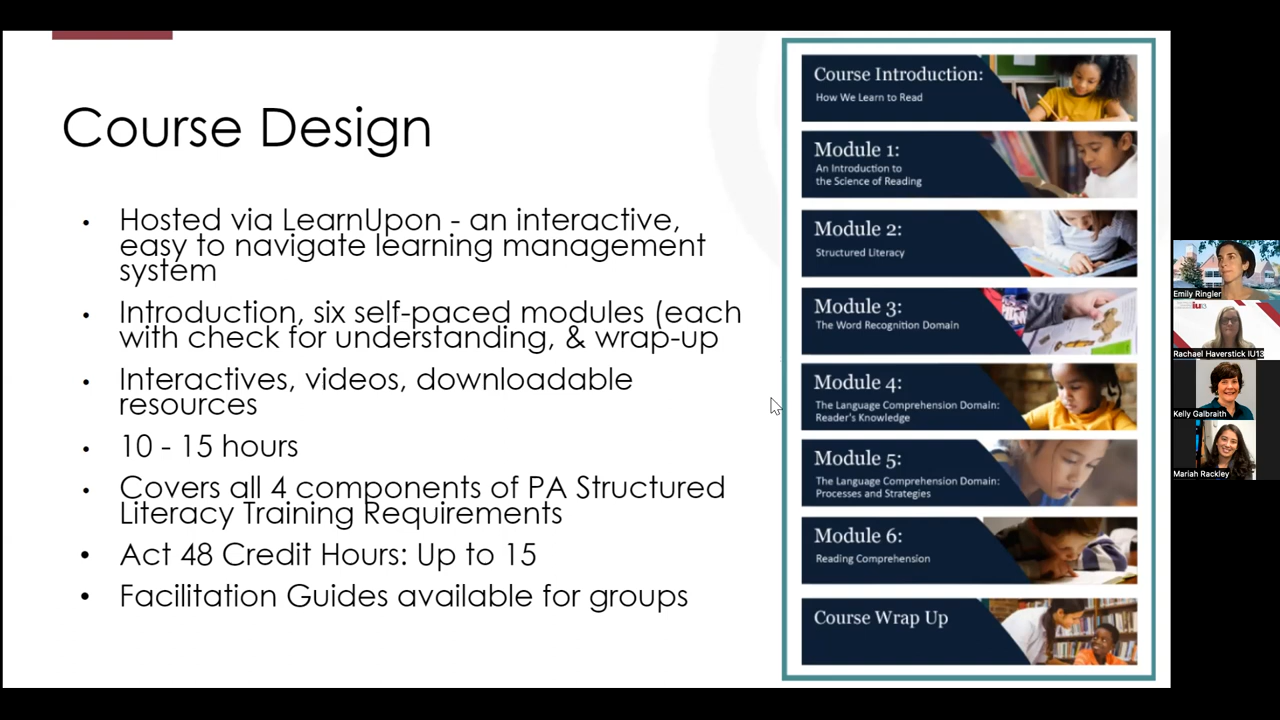 Course Design
• Hosted via LearnUpon - an interactive,
easy to navigate learning management
system
• Introduction, six self-paced modules (each
with check for understanding, & wrap-up
• Interactives, videos, downloadable
resources
• 10 - 15 hours
• Covers all 4 components of PA Structured
Literacy Training Requirements
• Act 48 Credit Hours: Up to 15
• Facilitation Guides available for groups
Course Introduction:
How We Learn to Read
Module 1:
An Introduction to
the Science of Reading
Module 2:
Structured Literacy
Module 3:
The Word Recognition Domain
Module 4:
The Language Comprehension Domain:
Reader's Knowledge
Module 5:
The Language Comprehension Domain:
Processes and Strategies
Module 6:
Reading Comprehension
Course Wrap Up
Emily Ringler
iu13
Rachael Haverstick IU13
Kelly Galbraith
Mariah Rackley